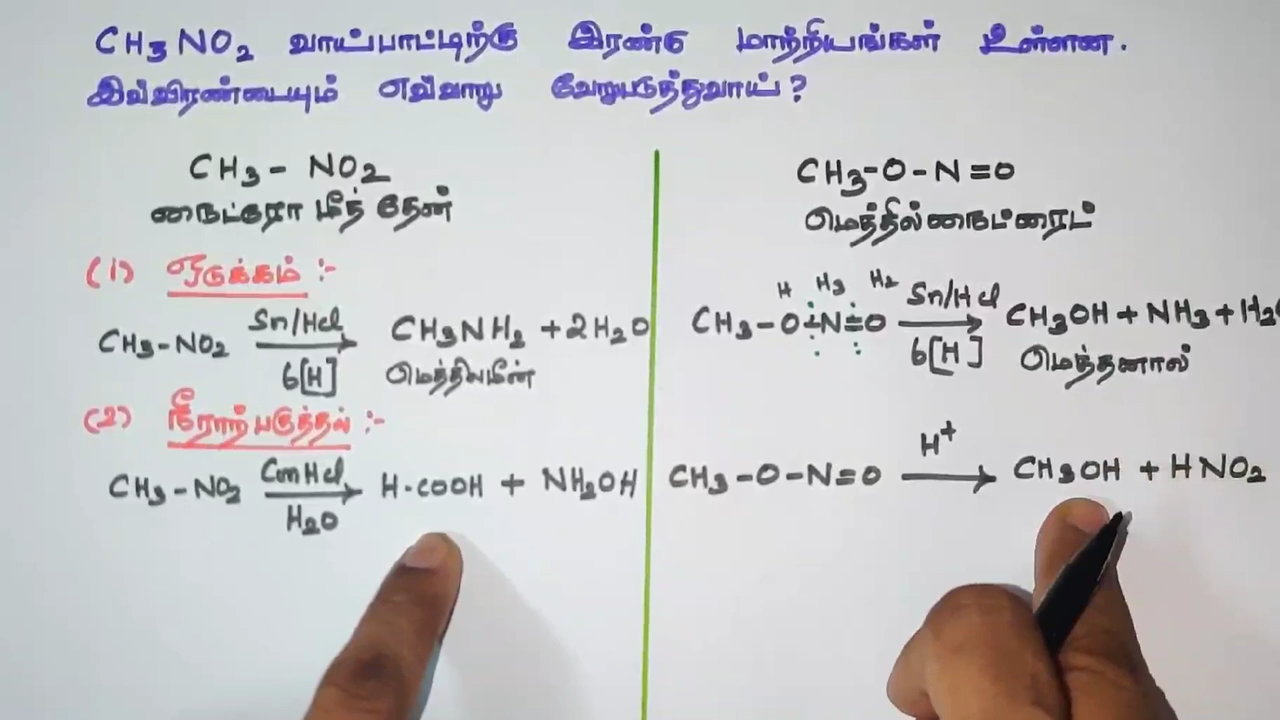 CH₃NO₂ வாய்பாட்டிற்கு இரண்டு மாற்றியங்கள் உள்ளன.
இவ்விரண்டையும் எவ்வாறு வேறுபடுத்துவாய்?
CH₃ – NO₂
நைட்ரோ மீத் தேன்
(1) ஒடுக்கம் :-
CH₃–NO₂ Sn/HCl 6[H] CH₃NH₂ + 2H₂O
மெத்திலமீன்
(2) நீராற்பகுத்தல் :-
CH₃–NO₂ Con HCl H₂O H·COOH + NH₂OH
CH₃–O–N=O
மெத்தில்நைட்ரைட்
H H₃ H₂
CH₃–O–N=O Sn/HCl 6[H] CH₃OH + NH₃ + H₂O
மெத்தனால்
CH₃–O–N=O H⁺ CH₃OH + HNO₂